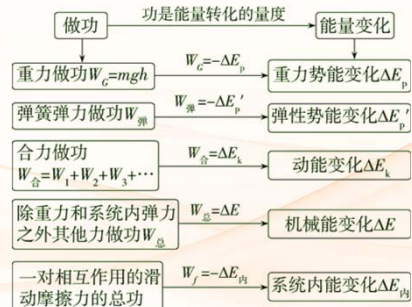 做功 功是能量转化的量度 能量变化
重力做功W_G=mgh W_G=-ΔE_p 重力势能变化ΔE_p
弹簧弹力做功W_弹 W_弹=-ΔE_p′ 弹性势能变化ΔE_p′
合力做功
W_合=W_1+W_2+W_3+⋯ W_合=ΔE_k 动能变化ΔE_k
除重力和系统内弹力
之外其他力做功W_总 W_总=ΔE 机械能变化ΔE
一对相互作用的滑
动摩擦力的总功 W_f=-ΔE_内 系统内能变化ΔE_内